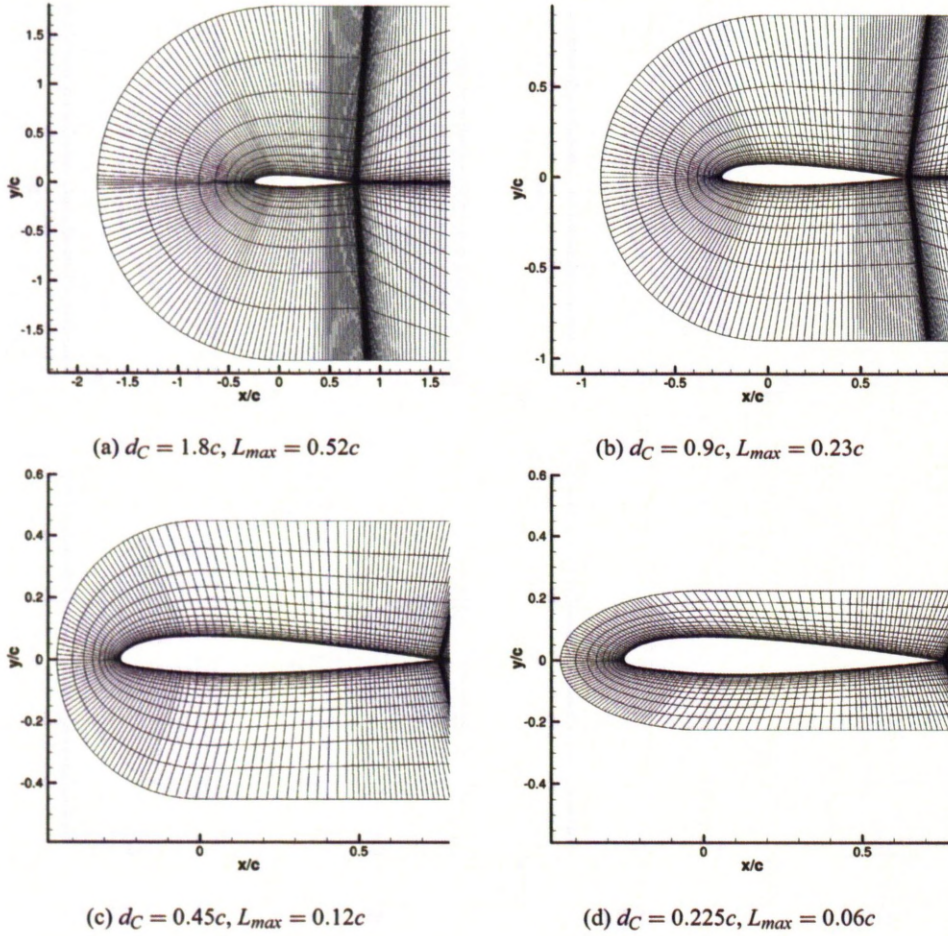 1.5
1
0.5
0
-0.5
-1
-1.5
y/c
-2 -1.5 -1 -0.5 0 0.5 1 1.5
x/c
(a) d_C = 1.8c, L_max = 0.52c
0.5
0
-0.5
-1
y/c
-1 -0.5 0 0.5
x/c
(b) d_C = 0.9c, L_max = 0.23c
0.6
0.4
0.2
0
-0.2
-0.4
y/c
0 0.5
x/c
(c) d_C = 0.45c, L_max = 0.12c
0.6
0.4
0.2
0
-0.2
-0.4
y/c
0 0.5
x/c
(d) d_C = 0.225c, L_max = 0.06c